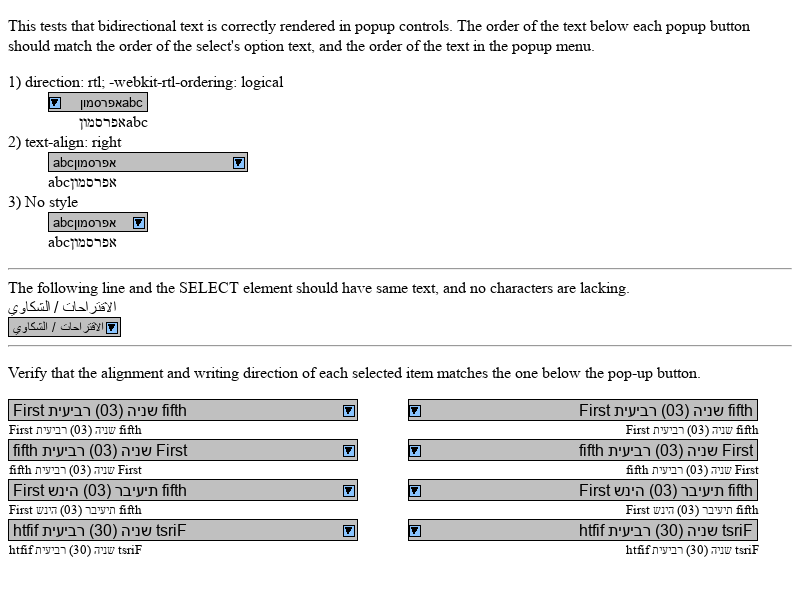 This tests that bidirectional text is correctly rendered in popup controls. The order of the text below each popup button
should match the order of the select's option text, and the order of the text in the popup menu.
1) direction: rtl; -webkit-rtl-ordering: logical
abcאפרסמון
abcאפרסמון
2) text-align: right
abcאפרסמון
abcאפרסמון
3) No style
abcאפרסמון
abcאפרסמון
The following line and the SELECT element should have same text, and no characters are lacking.
الاقتراحات / الشكاوي
الاقتراحات / الشكاوي
Verify that the alignment and writing direction of each selected item matches the one below the pop-up button.
First שניה (03) רביעית fifth
First שניה (03) רביעית fifth
First שניה (03) רביעית fifth
First שניה (03) רביעית fifth
fifth שניה (03) רביעית First
fifth שניה (03) רביעית First
fifth שניה (03) רביעית First
fifth שניה (03) רביעית First
First תיעיבר (03) הינש fifth
First תיעיבר (03) הינש fifth
First תיעיבר (03) הינש fifth
First תיעיבר (03) הינש fifth
htfif שניה (30) רביעית tsriF
htfif שניה (30) רביעית tsriF
htfif שניה (30) רביעית tsriF
htfif שניה (30) רביעית tsriF